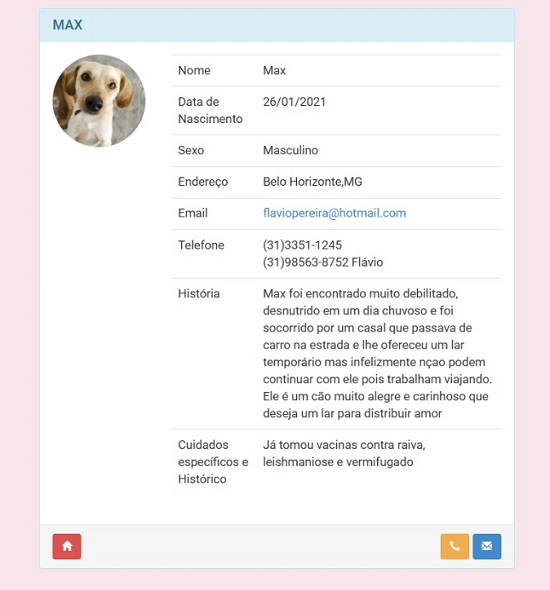 MAX
Nome Max
Data de Nascimento 26/01/2021
Sexo Masculino
Endereço Belo Horizonte,MG
Email flaviopereira@hotmail.com
Telefone (31)3351-1245
(31)98563-8752 Flávio
História Max foi encontrado muito debilitado,
desnutrido em um dia chuvoso e foi
socorrido por um casal que passava de
carro na estrada e lhe ofereceu um lar
temporário mas infelizmente nçao podem
continuar com ele pois trabalham viajando.
Ele é um cão muito alegre e carinhoso que
deseja um lar para distribuir amor
Cuidados específicos e Histórico Já tomou vacinas contra raiva,
leishmaniose e vermifugado